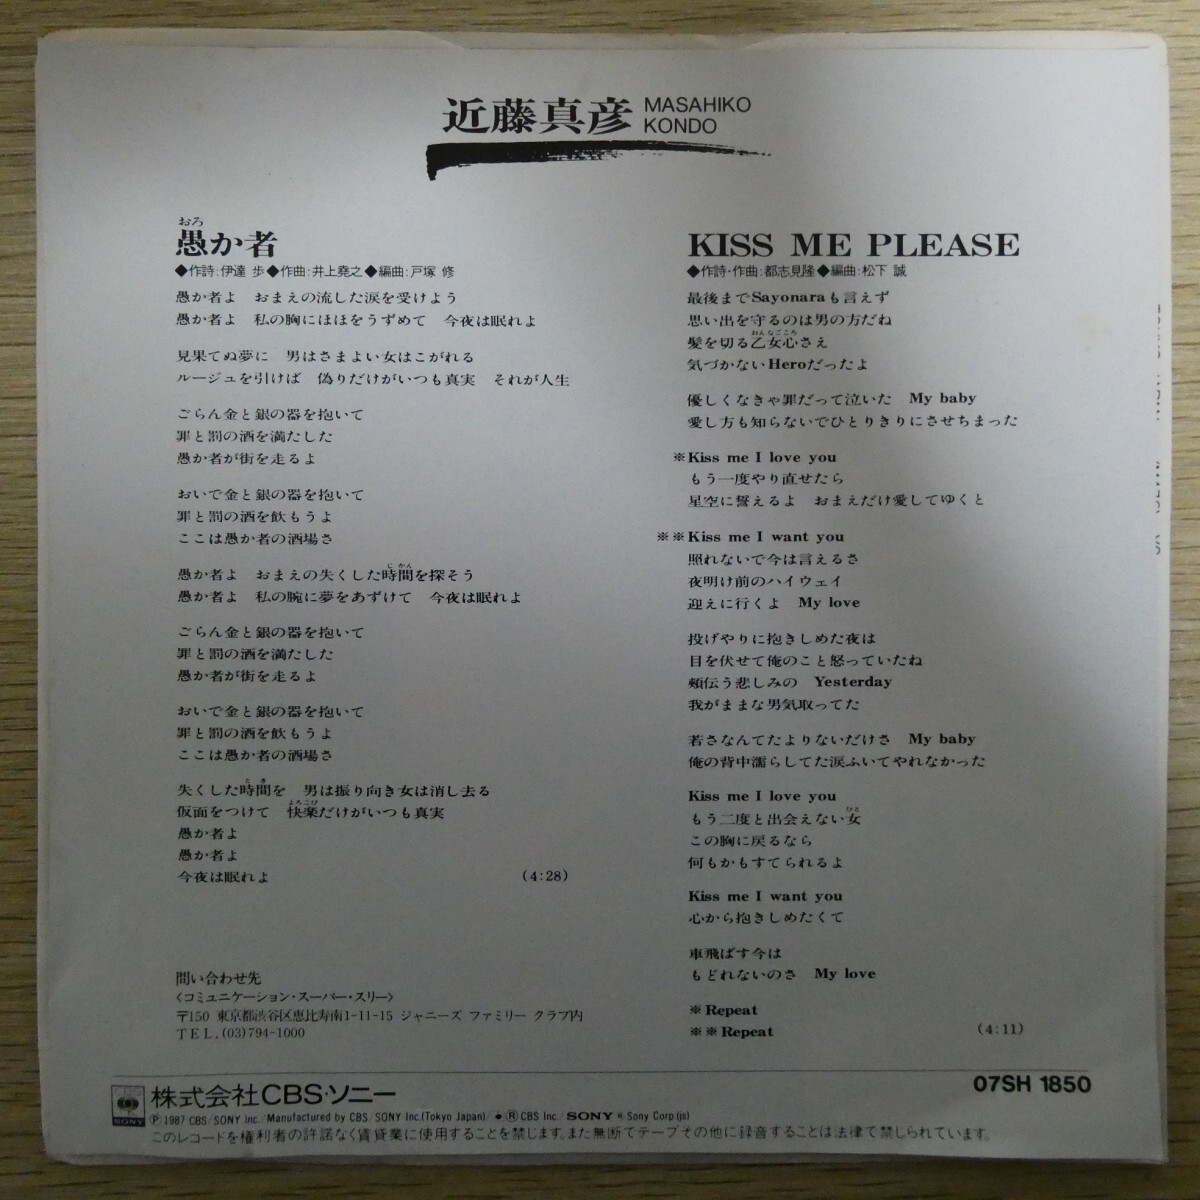 近藤真彦 MASAHIKO KONDO
おろ
愚か者
◆作詩:伊達 歩◆作曲:井上堯之◆編曲:戸塚 修
愚か者よ おまえの流した涙を受けよう
愚か者よ 私の胸にほほをうずめて 今夜は眠れよ
見果てぬ夢に 男はさまよい女はこがれる
ルージュを引けば 偽りだけがいつも真実 それが人生
ごらん金と銀の器を抱いて
罪と罰の酒を満たした
愚か者が街を走るよ
おいで金と銀の器を抱いて
罪と罰の酒を飲もうよ
ここは愚か者の酒場さ
じかん
愚か者よ おまえの失くした時間を探そう
愚か者よ 私の腕に夢をあずけて 今夜は眠れよ
ごらん金と銀の器を抱いて
罪と罰の酒を満たした
愚か者が街を走るよ
おいで金と銀の器を抱いて
罪と罰の酒を飲もうよ
ここは愚か者の酒場さ
とき
失くした時間を 男は振り向き女は消し去る
よろこび
仮面をつけて 快楽だけがいつも真実
愚か者よ
愚か者よ
今夜は眠れよ (4:28)
問い合わせ先
〈コミュニケーション・スーパー・スリー〉
〒150 東京都渋谷区恵比寿南1-11-15 ジャニーズ ファミリー クラブ内
TEL.(03)794-1000
KISS ME PLEASE
◆作詩・作曲:都志見隆◆編曲:松下 誠
最後までSayonaraも言えず
思い出を守るのは男の方だね
おんなごころ
髪を切る乙女心さえ
気づかないHeroだったよ
優しくなきゃ罪だって泣いた My baby
愛し方も知らないでひとりきりにさせちまった
※Kiss me I love you
もう一度やり直せたら
星空に誓えるよ おまえだけ愛してゆくと
※※Kiss me I want you
照れないで今は言えるさ
夜明け前のハイウェイ
迎えに行くよ My love
投げやりに抱きしめた夜は
目を伏せて俺のこと怒っていたね
頬伝う悲しみの Yesterday
我がままな男気取ってた
若さなんてたよりないだけさ My baby
俺の背中濡らしてた涙ふいてやれなかった
Kiss me I love you
ひと
もう二度と出会えない女
この胸に戻るなら
何もかもすてられるよ
Kiss me I want you
心から抱きしめたくて
車飛ばす今は
もどれないのさ My love
※Repeat
※※Repeat (4:11)
SONY 株式会社CBS・ソニー 07SH 1850
Ⓟ 1987 CBS/SONY Inc./Manufactured by CBS/SONY Inc.(Tokyo Japan) ● Ⓡ CBS Inc./ SONY ® Sony Corp.(js)
このレコードを権利者の許諾なく賃貸業に使用することを禁じます。また無断でテープその他に録音することは法律で禁じられています。